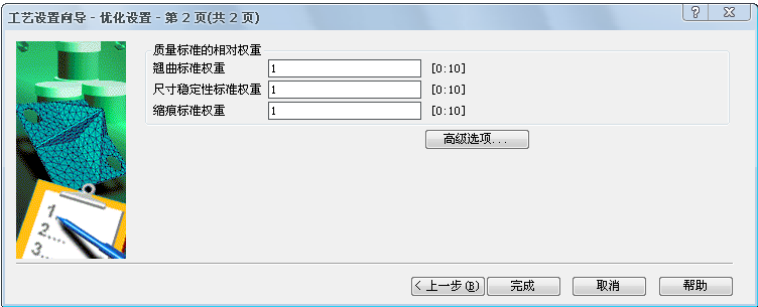 工艺设置向导 - 优化设置 - 第 2 页(共 2 页)
质量标准的相对权重
翘曲标准权重 1 [0:10]
尺寸稳定性标准权重 1 [0:10]
缩痕标准权重 1 [0:10]
高级选项...
1.
2....
3...
< 上一步(B) 完成 取消 帮助